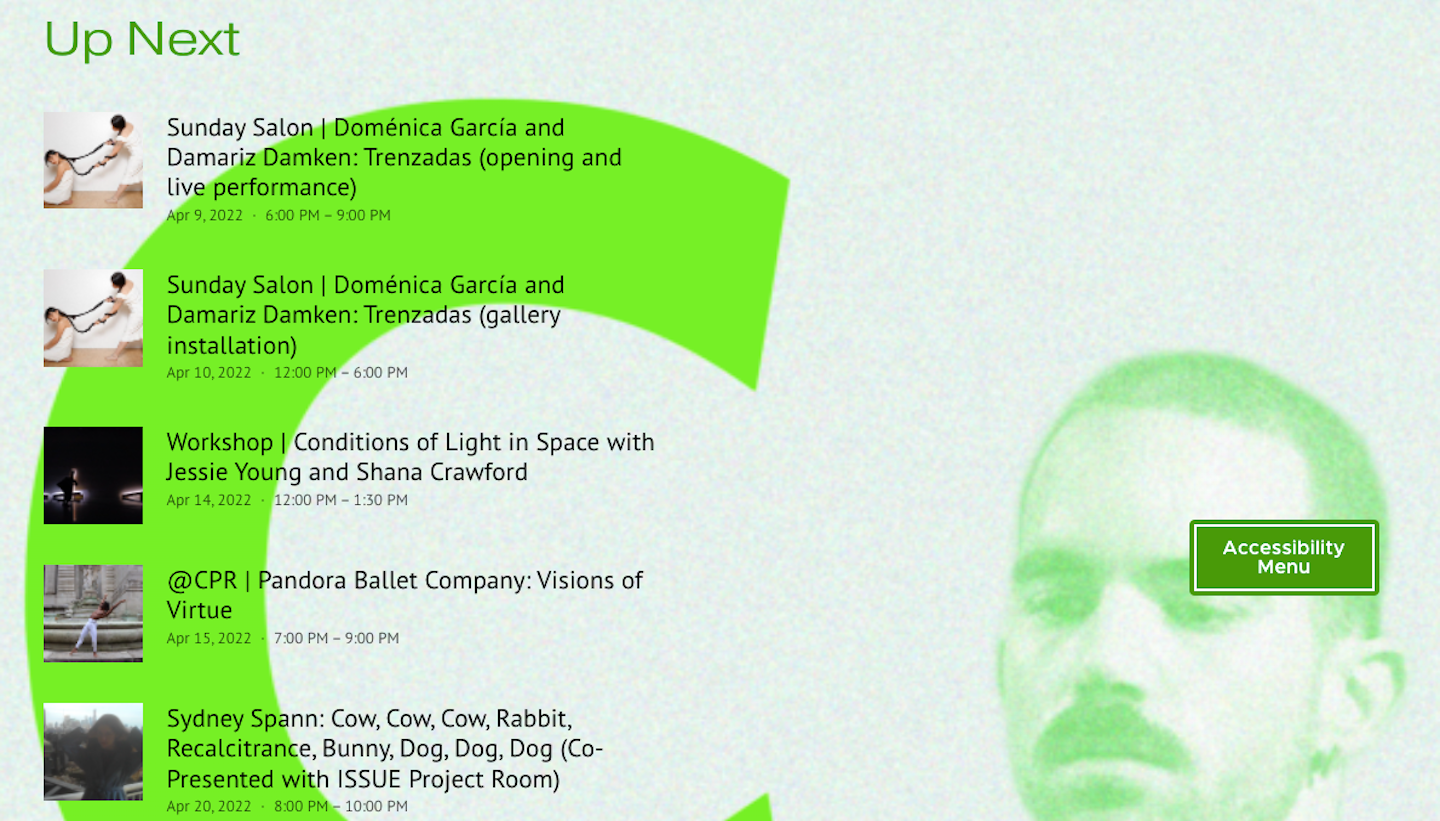 Up Next
Sunday Salon | Doménica García and
Damariz Damken: Trenzadas (opening and
live performance)
Apr 9, 2022 · 6:00 PM – 9:00 PM
Sunday Salon | Doménica García and
Damariz Damken: Trenzadas (gallery
installation)
Apr 10, 2022 · 12:00 PM – 6:00 PM
Workshop | Conditions of Light in Space with
Jessie Young and Shana Crawford
Apr 14, 2022 · 12:00 PM – 1:30 PM
Accessibility
Menu
@CPR | Pandora Ballet Company: Visions of
Virtue
Apr 15, 2022 · 7:00 PM – 9:00 PM
Sydney Spann: Cow, Cow, Cow, Rabbit,
Recalcitrance, Bunny, Dog, Dog, Dog (Co-
Presented with ISSUE Project Room)
Apr 20, 2022 · 8:00 PM – 10:00 PM